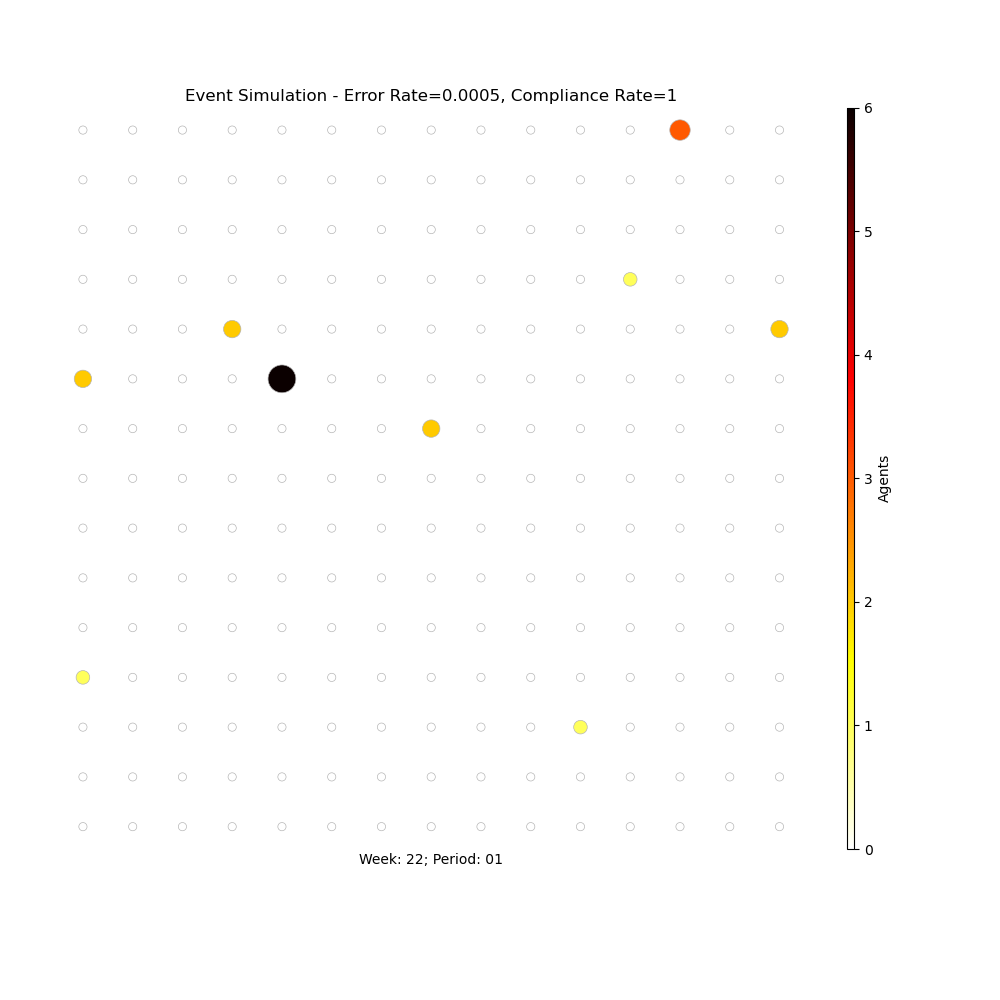 Event Simulation - Error Rate=0.0005, Compliance Rate=1
6
5
4
3
2
1
0
Agents
Week: 22; Period: 01